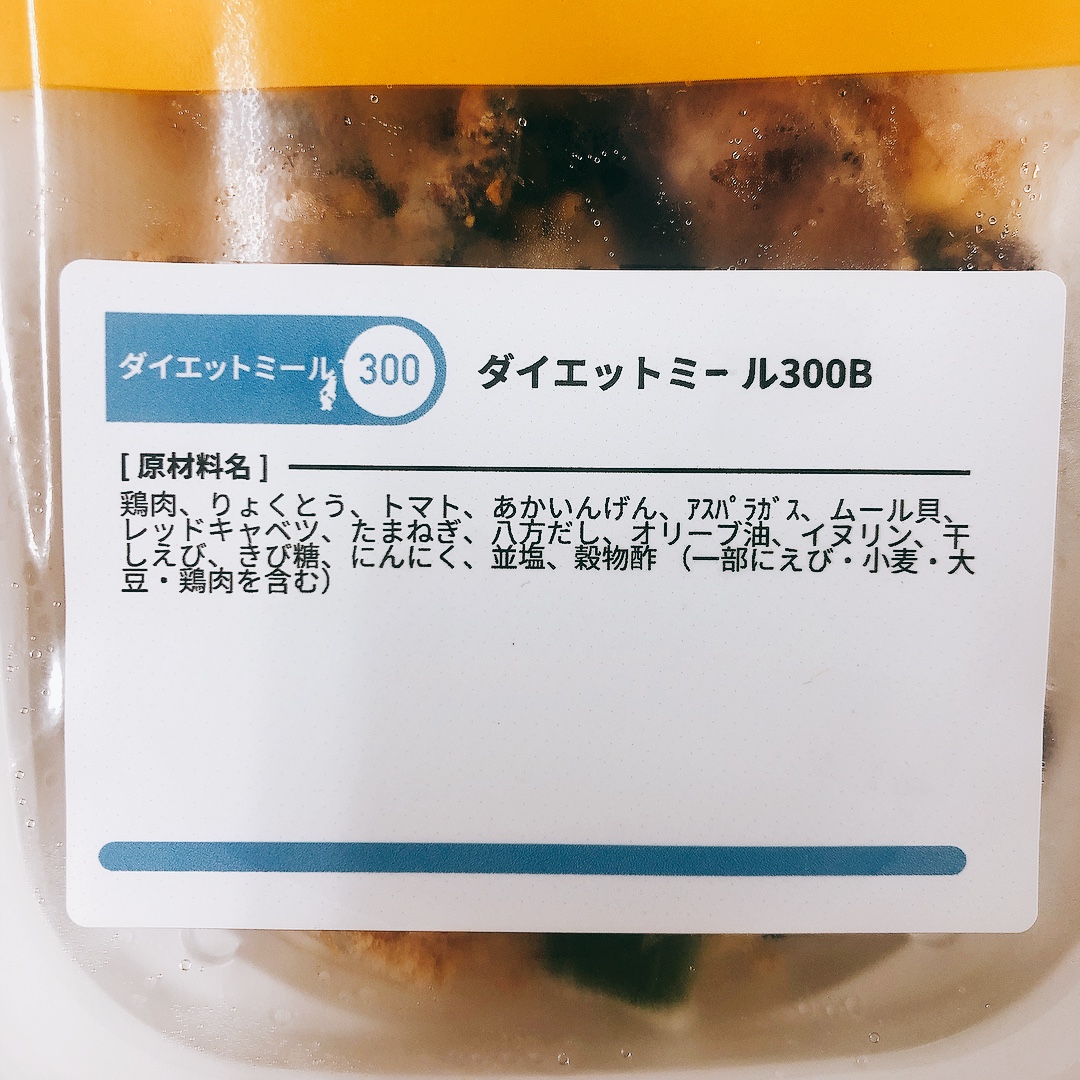 ダイエットミール 300
ダイエットミール300B
[ 原材料名 ]
鶏肉、りょくとう、トマト、あかいんげん、ｱｽﾊﾟﾗｶﾞｽ、ムール貝、
レッドキャベツ、たまねぎ、八方だし、オリーブ油、イヌリン、干
しえび、きび糖、にんにく、並塩、穀物酢 （一部にえび・小麦・大
豆・鶏肉を含む）